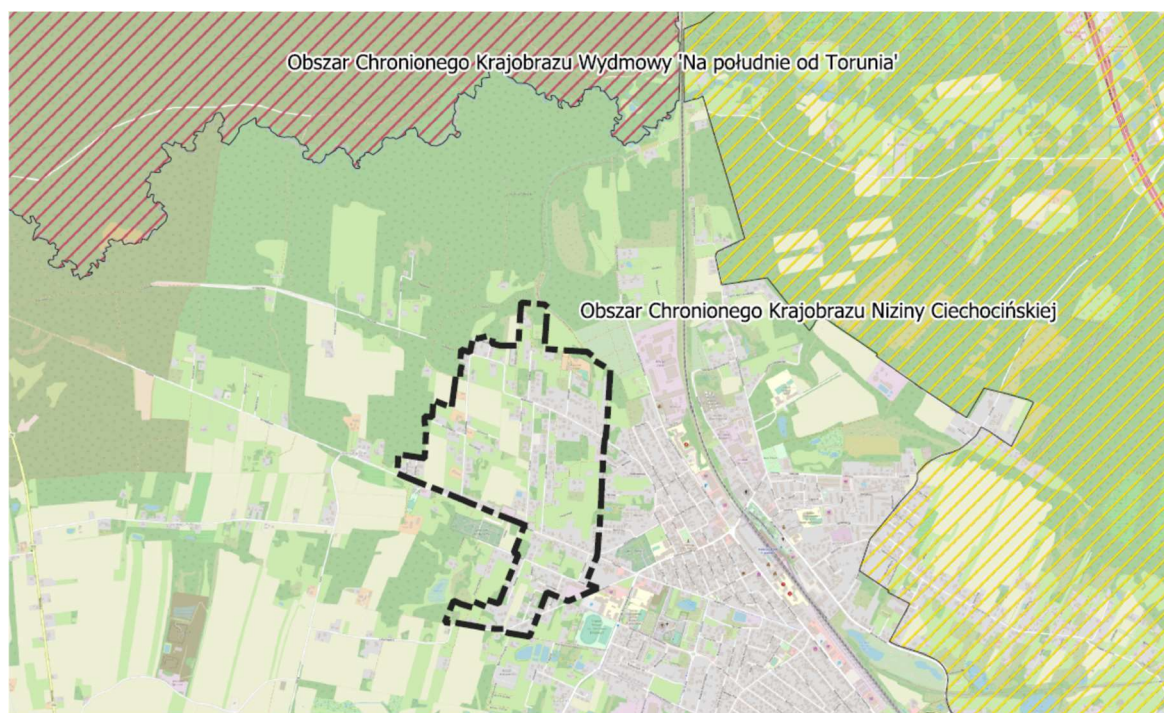 Obszar Chronionego Krajobrazu Wydmowy 'Na południe od Torunia'
Obszar Chronionego Krajobrazu Niziny Ciechocińskiej